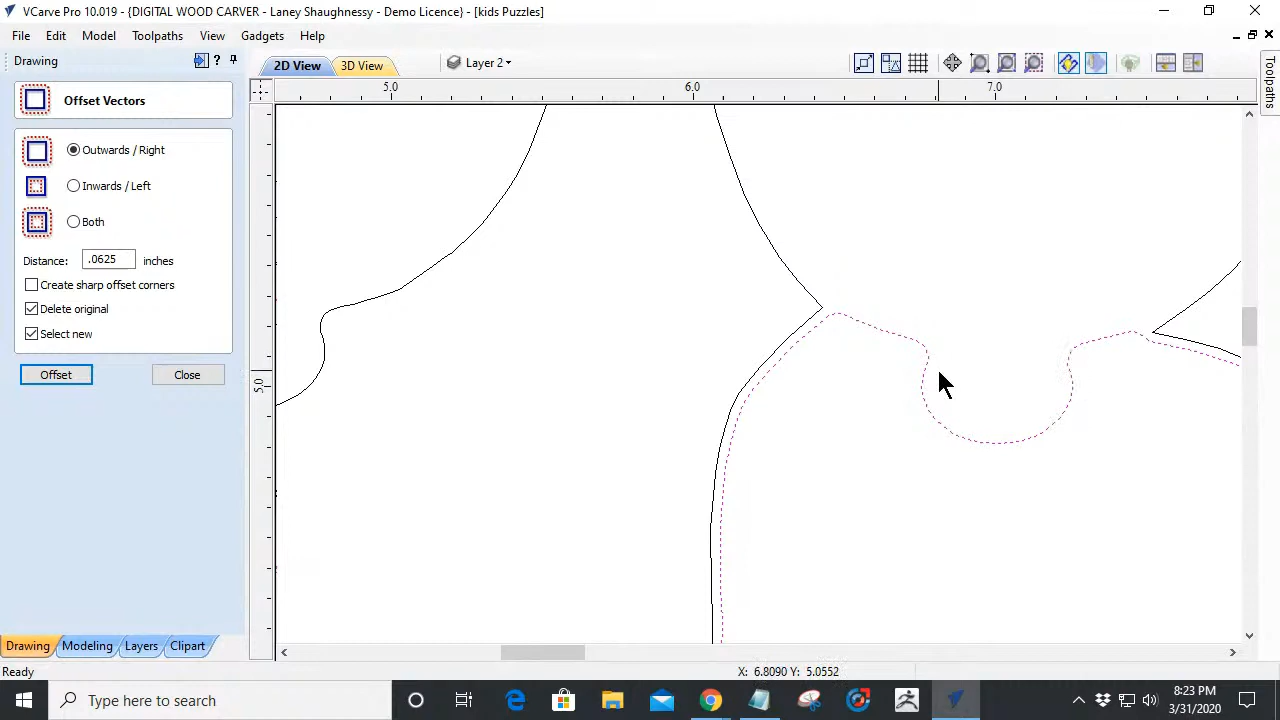 VCarve Pro 10.019 - {DIGITAL WOOD CARVER - Laney Shaughnessy - Demo Licence} - [kids Puzzles]
File Edit Model Toolpaths View Gadgets Help
Drawing ?
2D View 3D View Layer 2
Toolpaths
5.0 6.0 7.0
Offset Vectors
Outwards / Right
Inwards / Left
Both
Distance: .0625 inches
Create sharp offset corners
Delete original
Select new
Offset Close
5.0
Drawing Modeling Layers Clipart
Ready X: 6.8090 Y: 5.0552
Type here to search
8:23 PM
3/31/2020